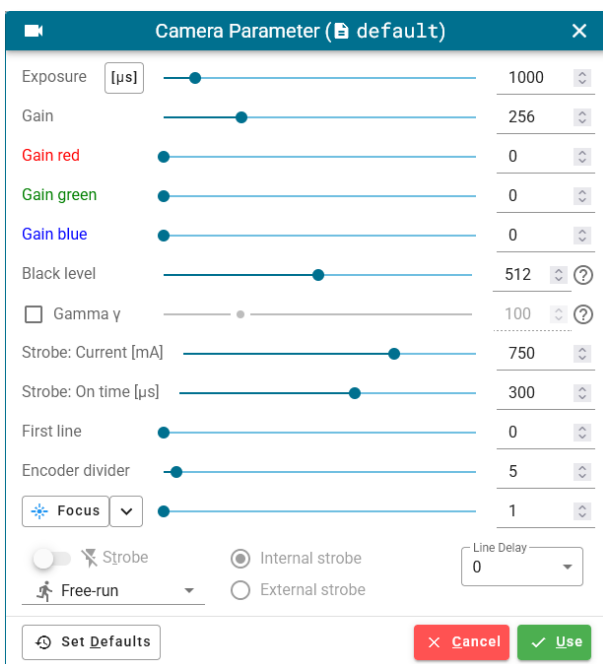 Camera Parameter ( default)
Exposure [µs] 1000
Gain 256
Gain red 0
Gain green 0
Gain blue 0
Black level 512
Gamma γ 100
Strobe: Current [mA] 750
Strobe: On time [µs] 300
First line 0
Encoder divider 5
Focus 1
Strobe Internal strobe Line Delay
0
Free-run External strobe
Set Defaults Cancel Use